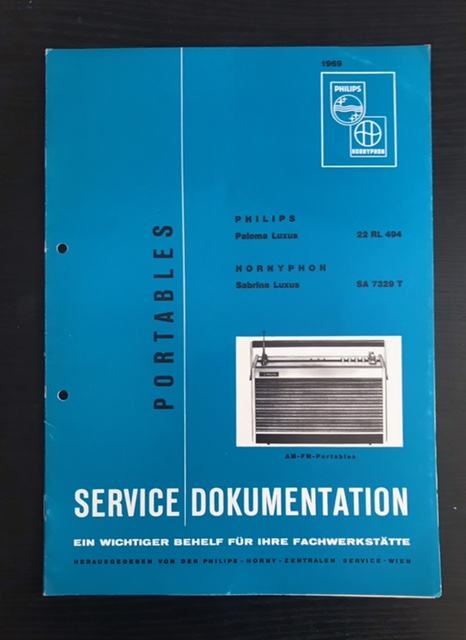 1969
PHILIPS
HORNYPHON
PHILIPS
Paloma Luxus 22 RL 494
HORNYPHON
Sabrina Luxus SA 7329 T
PORTABLES
AM-FM-Portables
SERVICE DOKUMENTATION
EIN WICHTIGER BEHELF FÜR IHRE FACHWERKSTÄTTE
HERAUSGEGEBEN VON DER PHILIPS - HORNY - ZENTRALEN SERVICE - WIEN